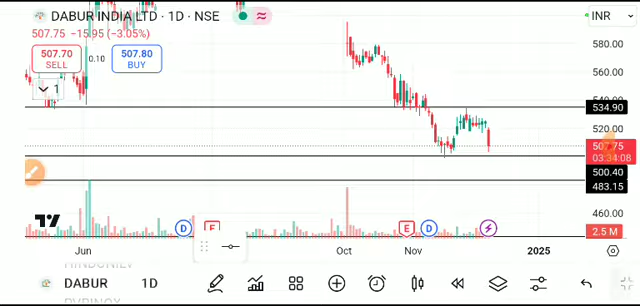 DABUR INDIA LTD · 1D · NSE
INR
507.75 −15.95 (−3.05%)
507.70
SELL
0.10
507.80
BUY
1
580.00
560.00
534.90
520.00
507.75
03:34:08
500.40
483.15
460.00
2.5 M
D
E
E
D
Jun
Oct
Nov
2025
HINDUNILV
DABUR
1D
PVRINOX